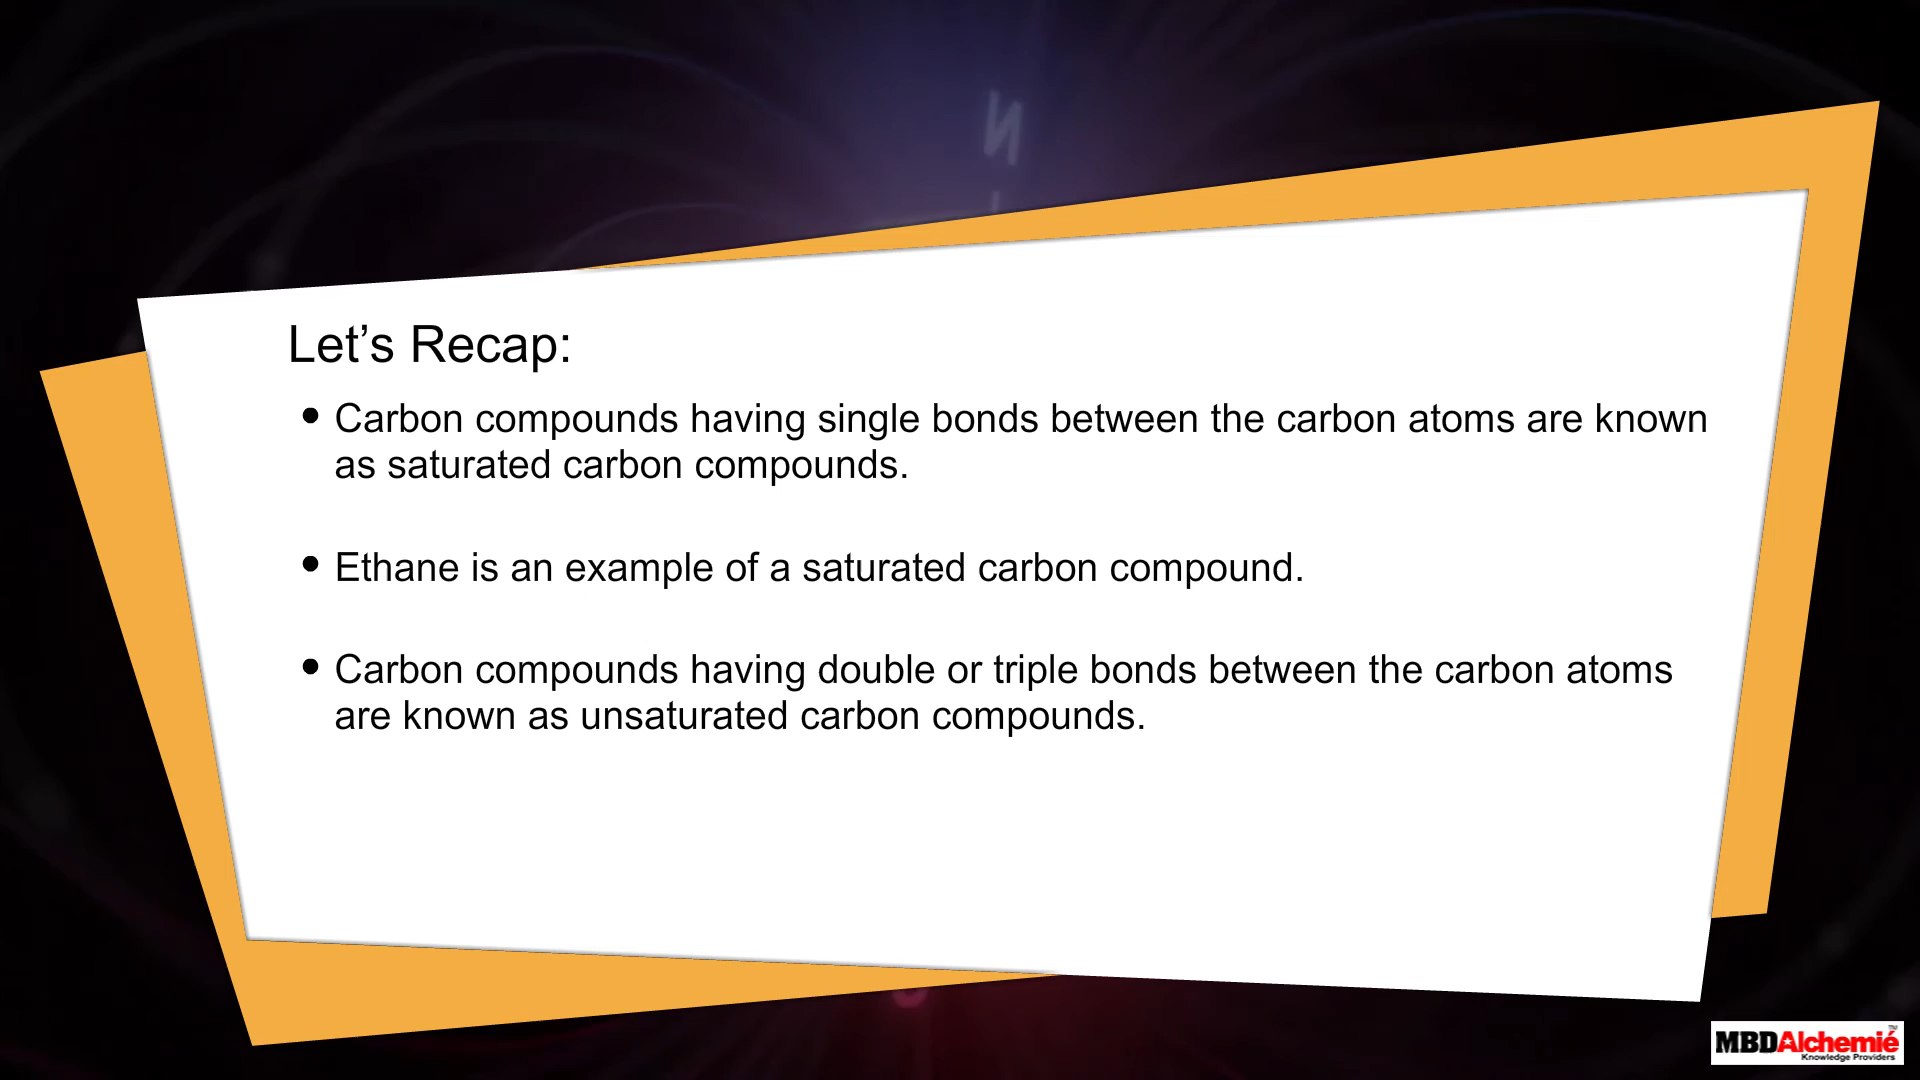 N
Let’s Recap:
• Carbon compounds having single bonds between the carbon atoms are known
as saturated carbon compounds.
• Ethane is an example of a saturated carbon compound.
• Carbon compounds having double or triple bonds between the carbon atoms
are known as unsaturated carbon compounds.
MBDAlchemié™
Knowledge Providers